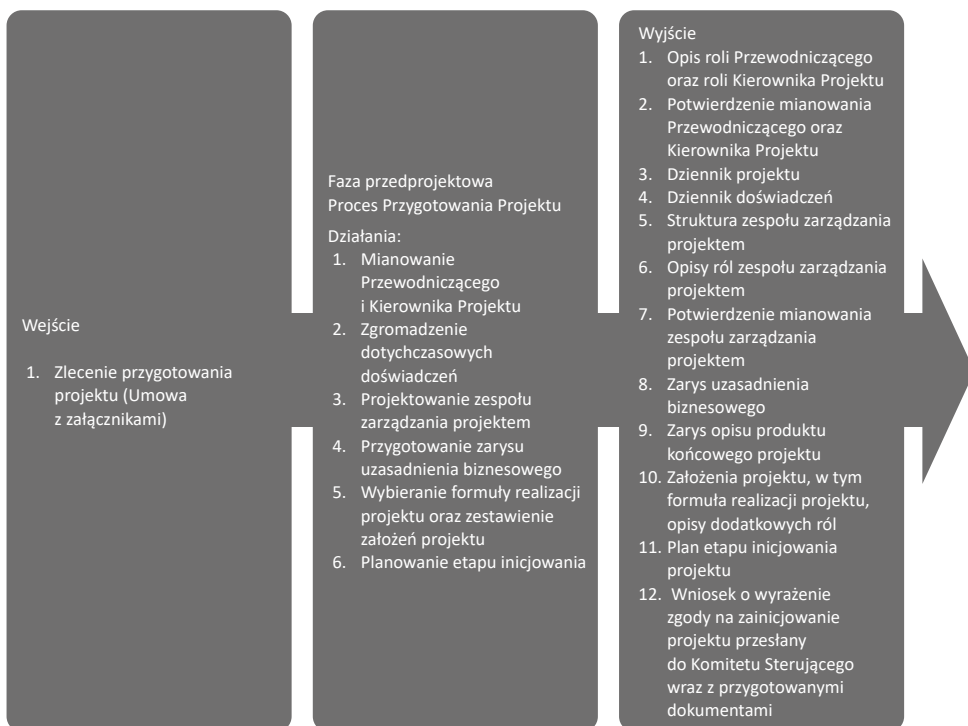 Wejście
1. Zlecenie przygotowania
projektu (Umowa
z załącznikami)
Faza przedprojektowa
Proces Przygotowania Projektu
Działania:
1. Mianowanie
Przewodniczącego
i Kierownika Projektu
2. Zgromadzenie
dotychczasowych
doświadczeń
3. Projektowanie zespołu
zarządzania projektem
4. Przygotowanie zarysu
uzasadnienia biznesowego
5. Wybieranie formuły realizacji
projektu oraz zestawienie
założeń projektu
6. Planowanie etapu inicjowania
Wyjście
1. Opis roli Przewodniczącego
oraz roli Kierownika Projektu
2. Potwierdzenie mianowania
Przewodniczącego oraz
Kierownika Projektu
3. Dziennik projektu
4. Dziennik doświadczeń
5. Struktura zespołu zarządzania
projektem
6. Opisy ról zespołu zarządzania
projektem
7. Potwierdzenie mianowania
zespołu zarządzania
projektem
8. Zarys uzasadnienia
biznesowego
9. Zarys opisu produktu
końcowego projektu
10. Założenia projektu, w tym
formuła realizacji projektu,
opisy dodatkowych ról
11. Plan etapu inicjowania
projektu
12. Wniosek o wyrażenie
zgody na zainicjowanie
projektu przesłany
do Komitetu Sterującego
wraz z przygotowanymi
dokumentami